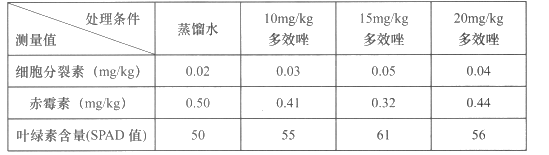 处理条件
测量值
蒸馏水
10mg/kg
多效唑
15mg/kg
多效唑
20mg/kg
多效唑
细胞分裂素(mg/kg) 0.02 0.03 0.05 0.04
赤霉素(mg/kg) 0.50 0.41 0.32 0.44
叶绿素含量(SPAD 值) 50 55 61 56